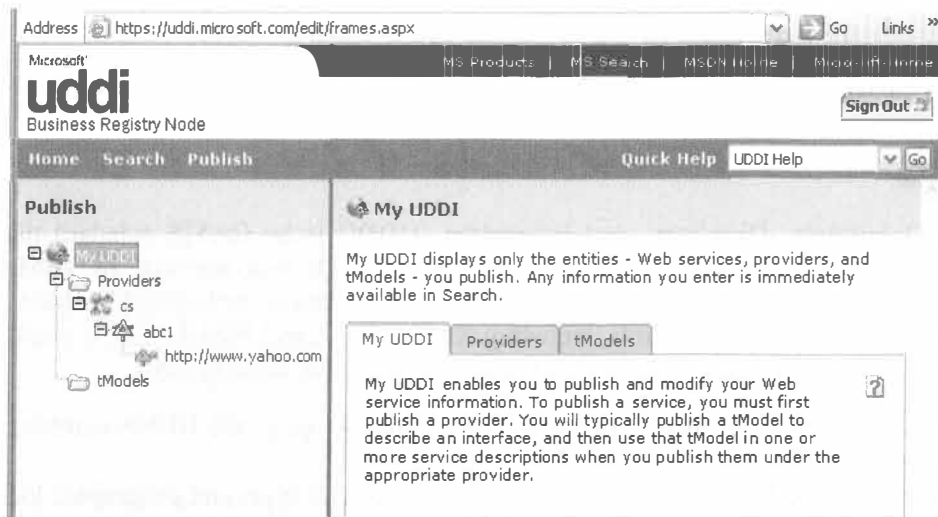 Address https://uddi.microsoft.com/edit/frames.aspx Go Links »
Microsoft
MS Products | MS Search | MSDN Home | Microsoft Home
uddi
Business Registry Node
Sign Out
Home Search Publish
Quick Help UDDI Help Go
Publish
My UDDI
Providers
cs
abc1
http://www.yahoo.com
tModels
My UDDI
My UDDI displays only the entities - Web services, providers, and
tModels - you publish. Any information you enter is immediately
available in Search.
My UDDI Providers tModels
My UDDI enables you to publish and modify your Web
service information. To publish a service, you must first
publish a provider. You will typically publish a tModel to
describe an interface, and then use that tModel in one or
more service descriptions when you publish them under the
appropriate provider.